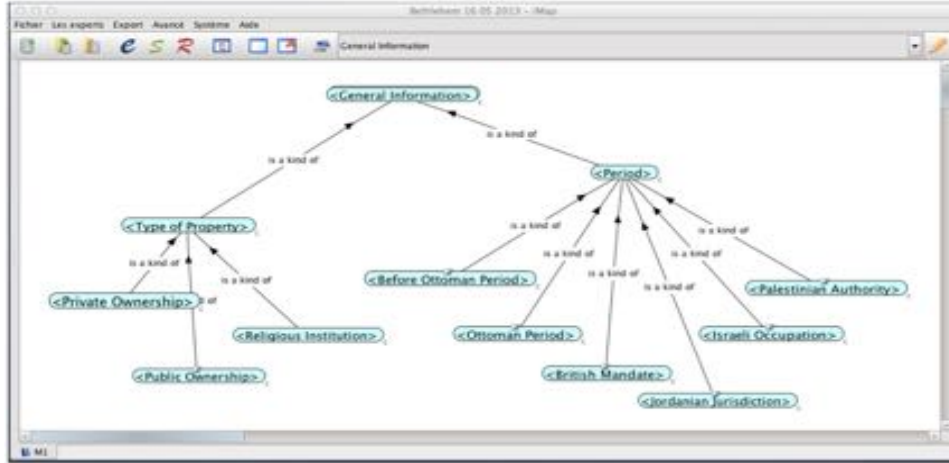 Bethlehem 16 05 2013 - iMap
Fichier Les experts Export Avancé Système Aide
e S R General Information
<General Information>
is a kind of
is a kind of
<Period>
<Type of Property>
is a kind of
is a kind of
is a kind of
is a kind of
is a kind of
is a kind of
is a kind of
is a kind of
<Before Ottoman Period>
<Palestinian Authority>
<Private Ownership> of
<Religious Institution>
<Ottoman Period>
<Israeli Occupation>
<Public Ownership>
<British Mandate>
<Jordanian Jurisdiction>
M1